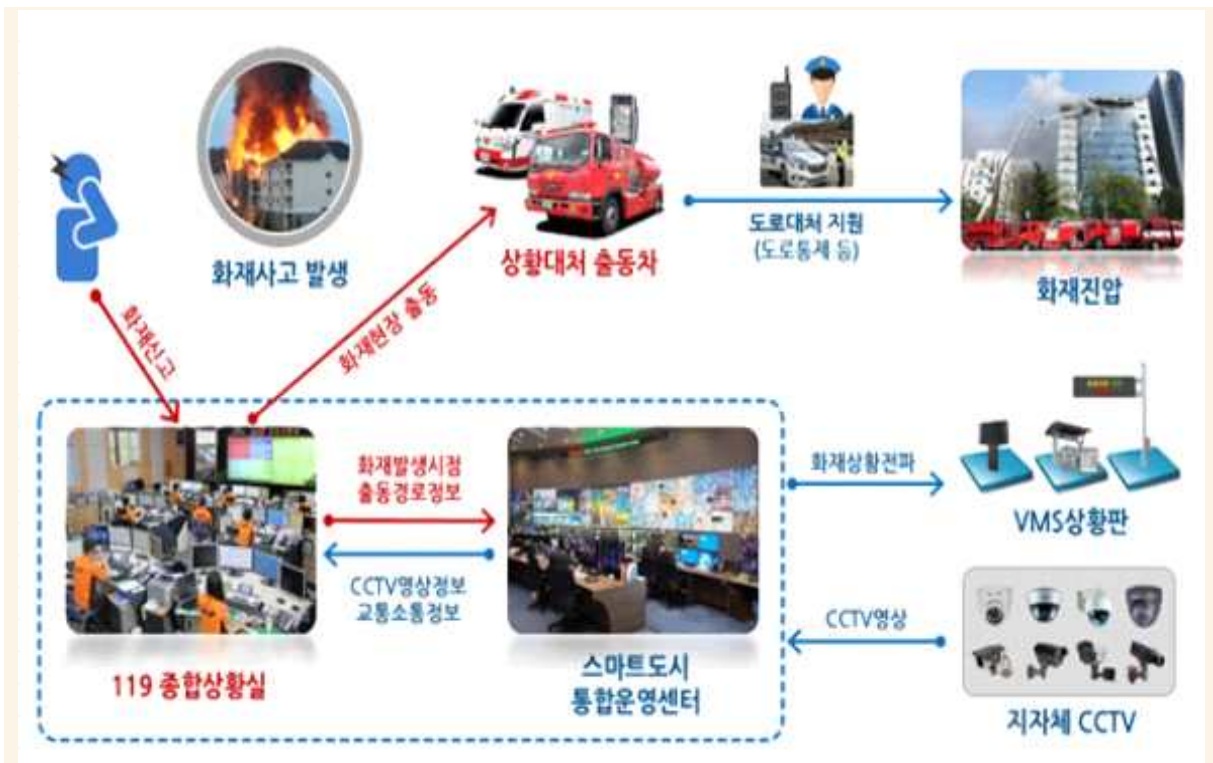 화재사고 발생
상황대처 출동차
도로대처 지원
(도로통제 등)
화재진압
화재신고
화재현장 출동
화재발생시점
출동경로정보
CCTV영상정보
교통소통정보
119 종합상황실
스마트도시
통합운영센터
화재상황전파
VMS상황판
CCTV영상
지자체 CCTV